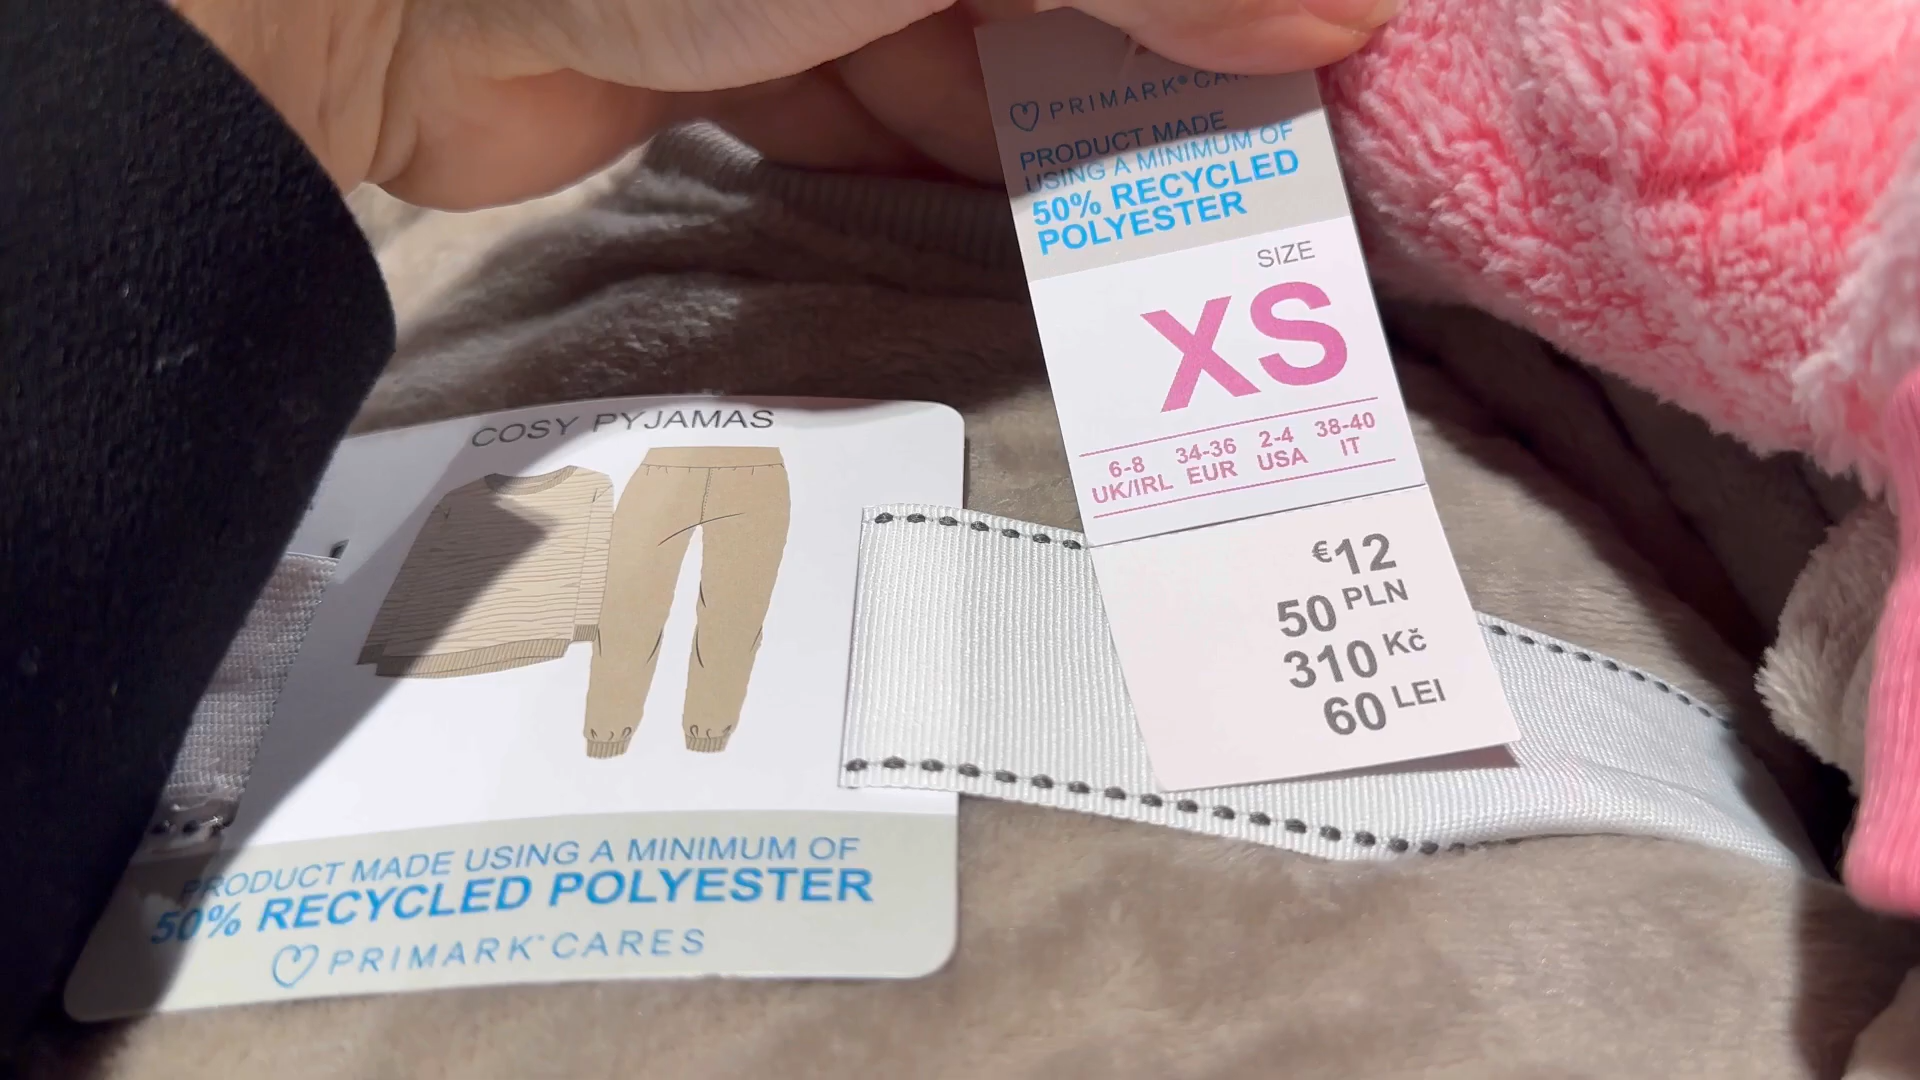 PRIMARK®
PRODUCT MADE
USING A MINIMUM OF
50% RECYCLED
POLYESTER
SIZE
XS
6-8 34-36 2-4 38-40
UK/IRL EUR USA IT
€12
50 PLN
310 Kč
60 LEI
COSY PYJAMAS
PRODUCT MADE USING A MINIMUM OF
50% RECYCLED POLYESTER
PRIMARK® CARES